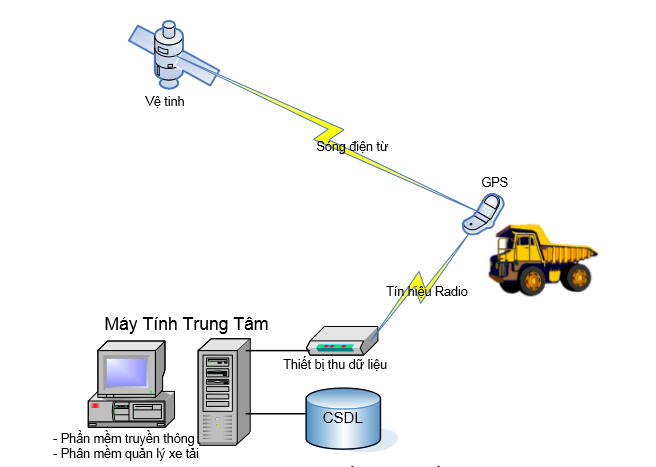 Vệ tinh
Sóng điện từ
GPS
Tín hiệu Radio
Máy Tính Trung Tâm
Thiết bị thu dữ liệu
CSDL
- Phần mềm truyền thông
- Phân mềm quản lý xe tải